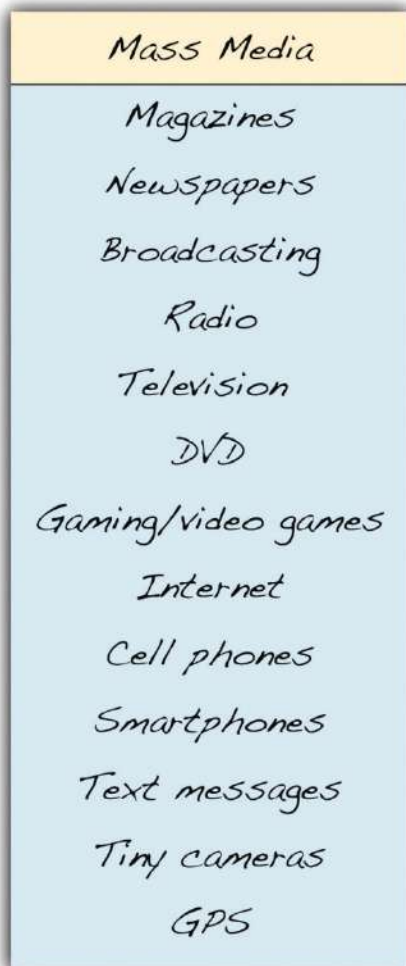 Mass Media
Magazines
Newspapers
Broadcasting
Radio
Television
DVD
Gaming/video games
Internet
Cell phones
Smartphones
Text messages
Tiny cameras
GPS